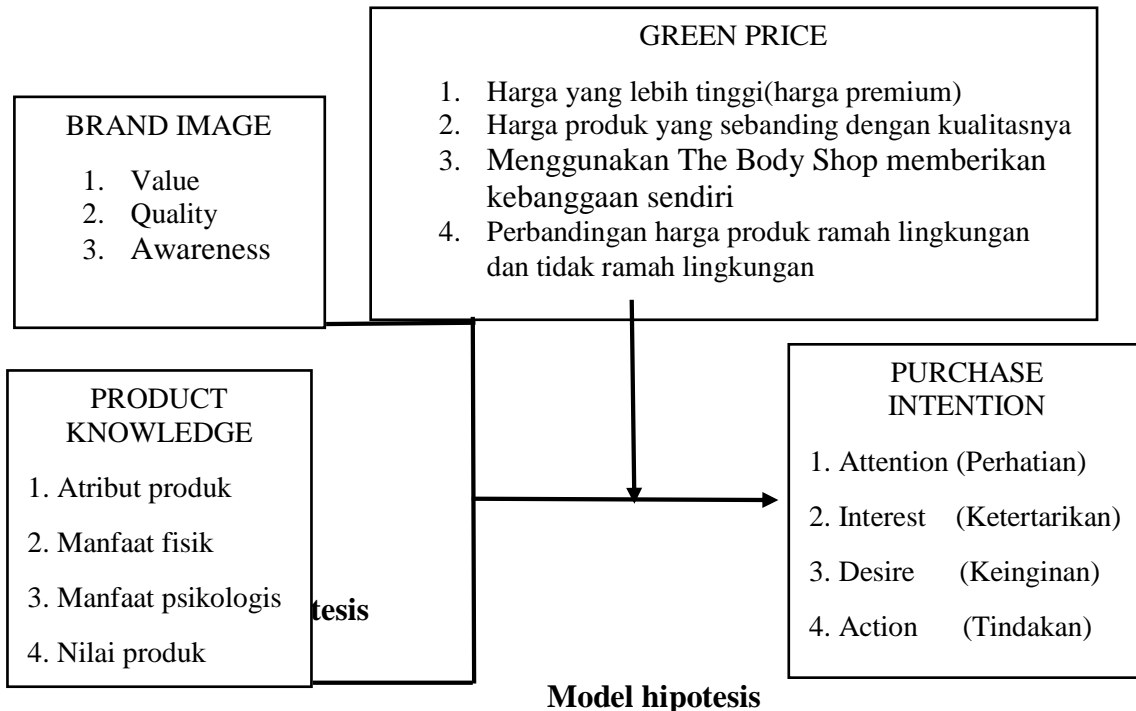 GREEN PRICE
1. Harga yang lebih tinggi(harga premium)
2. Harga produk yang sebanding dengan kualitasnya
3. Menggunakan The Body Shop memberikan
kebanggaan sendiri
4. Perbandingan harga produk ramah lingkungan
dan tidak ramah lingkungan
BRAND IMAGE
1. Value
2. Quality
3. Awareness
PRODUCT
KNOWLEDGE
1. Atribut produk
2. Manfaat fisik
3. Manfaat psikologis
4. Nilai produk
tesis
PURCHASE
INTENTION
1. Attention (Perhatian)
2. Interest (Ketertarikan)
3. Desire (Keinginan)
4. Action (Tindakan)
Model hipotesis